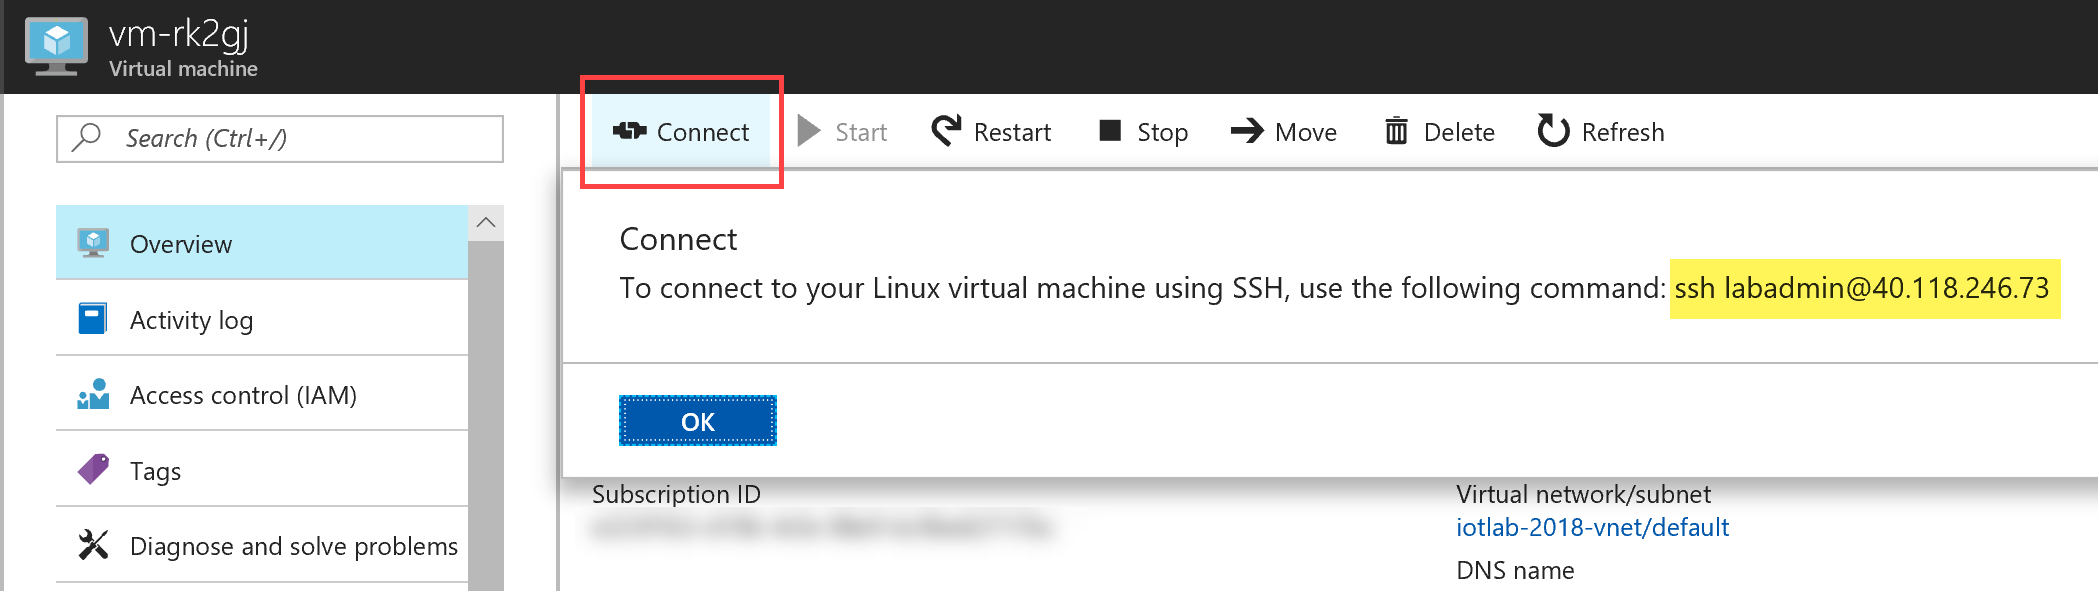 vm-rk2gj
Virtual machine
Search (Ctrl+/)
Connect
Start
Restart
Stop
Move
Delete
Refresh
Overview
Activity log
Access control (IAM)
Tags
Diagnose and solve problems
Connect
To connect to your Linux virtual machine using SSH, use the following command: ssh labadmin@40.118.246.73
OK
Subscription ID
Virtual network/subnet
iotlab-2018-vnet/default
DNS name